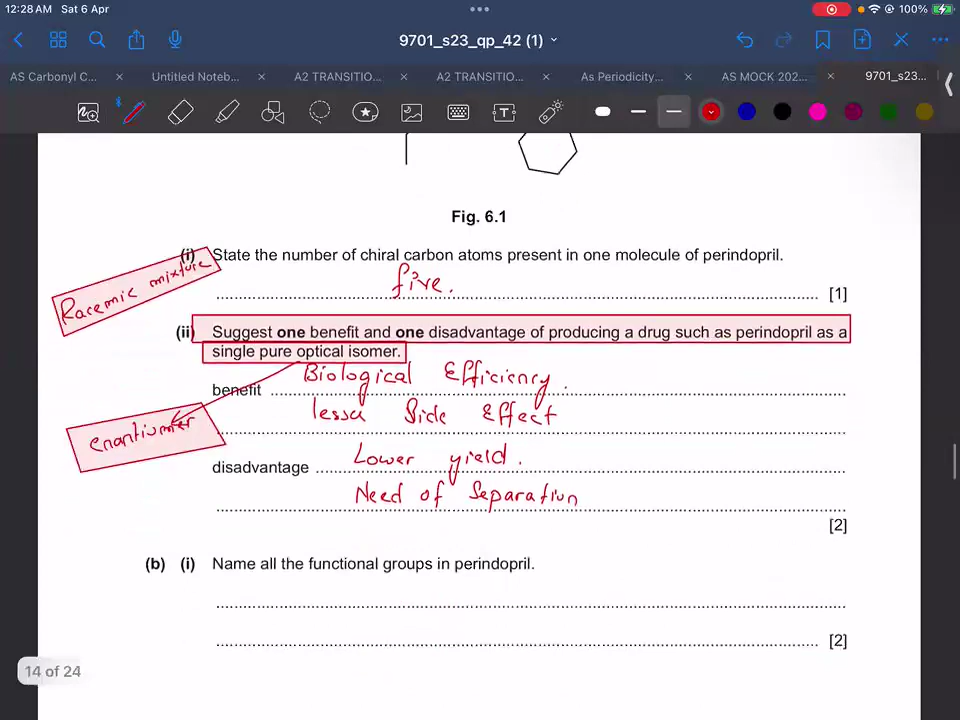 12:28 AM Sat 6 Apr
100%
9701_s23_qp_42 (1)
AS Carbonyl C...
Untitled Noteb...
A2 TRANSITIO...
A2 TRANSITIO...
As Periodicity...
AS MOCK 202...
9701_s23...
Fig. 6.1
(i) State the number of chiral carbon atoms present in one molecule of perindopril.
Racemic mixture
five.
[1]
(ii) Suggest one benefit and one disadvantage of producing a drug such as perindopril as a
single pure optical isomer.
Biological Efficiency.
benefit
lesser Side Effect
enantiumer
Lower yield.
disadvantage
Need of Separation
[2]
(b) (i) Name all the functional groups in perindopril.
[2]
14 of 24